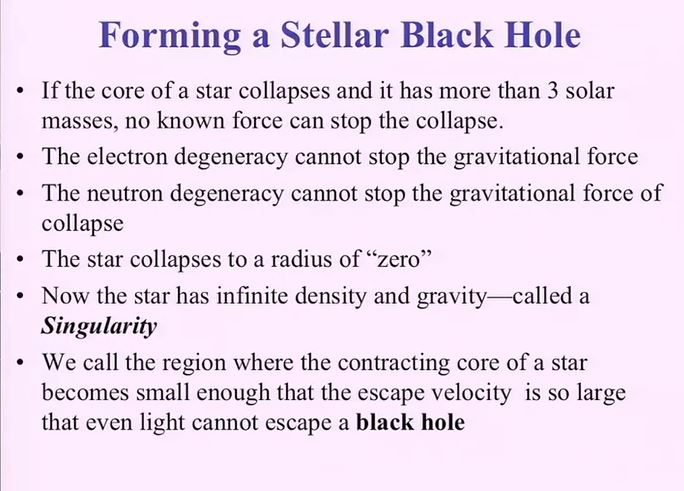 Forming a Stellar Black Hole
• If the core of a star collapses and it has more than 3 solar
masses, no known force can stop the collapse.
• The electron degeneracy cannot stop the gravitational force
• The neutron degeneracy cannot stop the gravitational force of
collapse
• The star collapses to a radius of “zero”
• Now the star has infinite density and gravity—called a
Singularity
• We call the region where the contracting core of a star
becomes small enough that the escape velocity is so large
that even light cannot escape a black hole